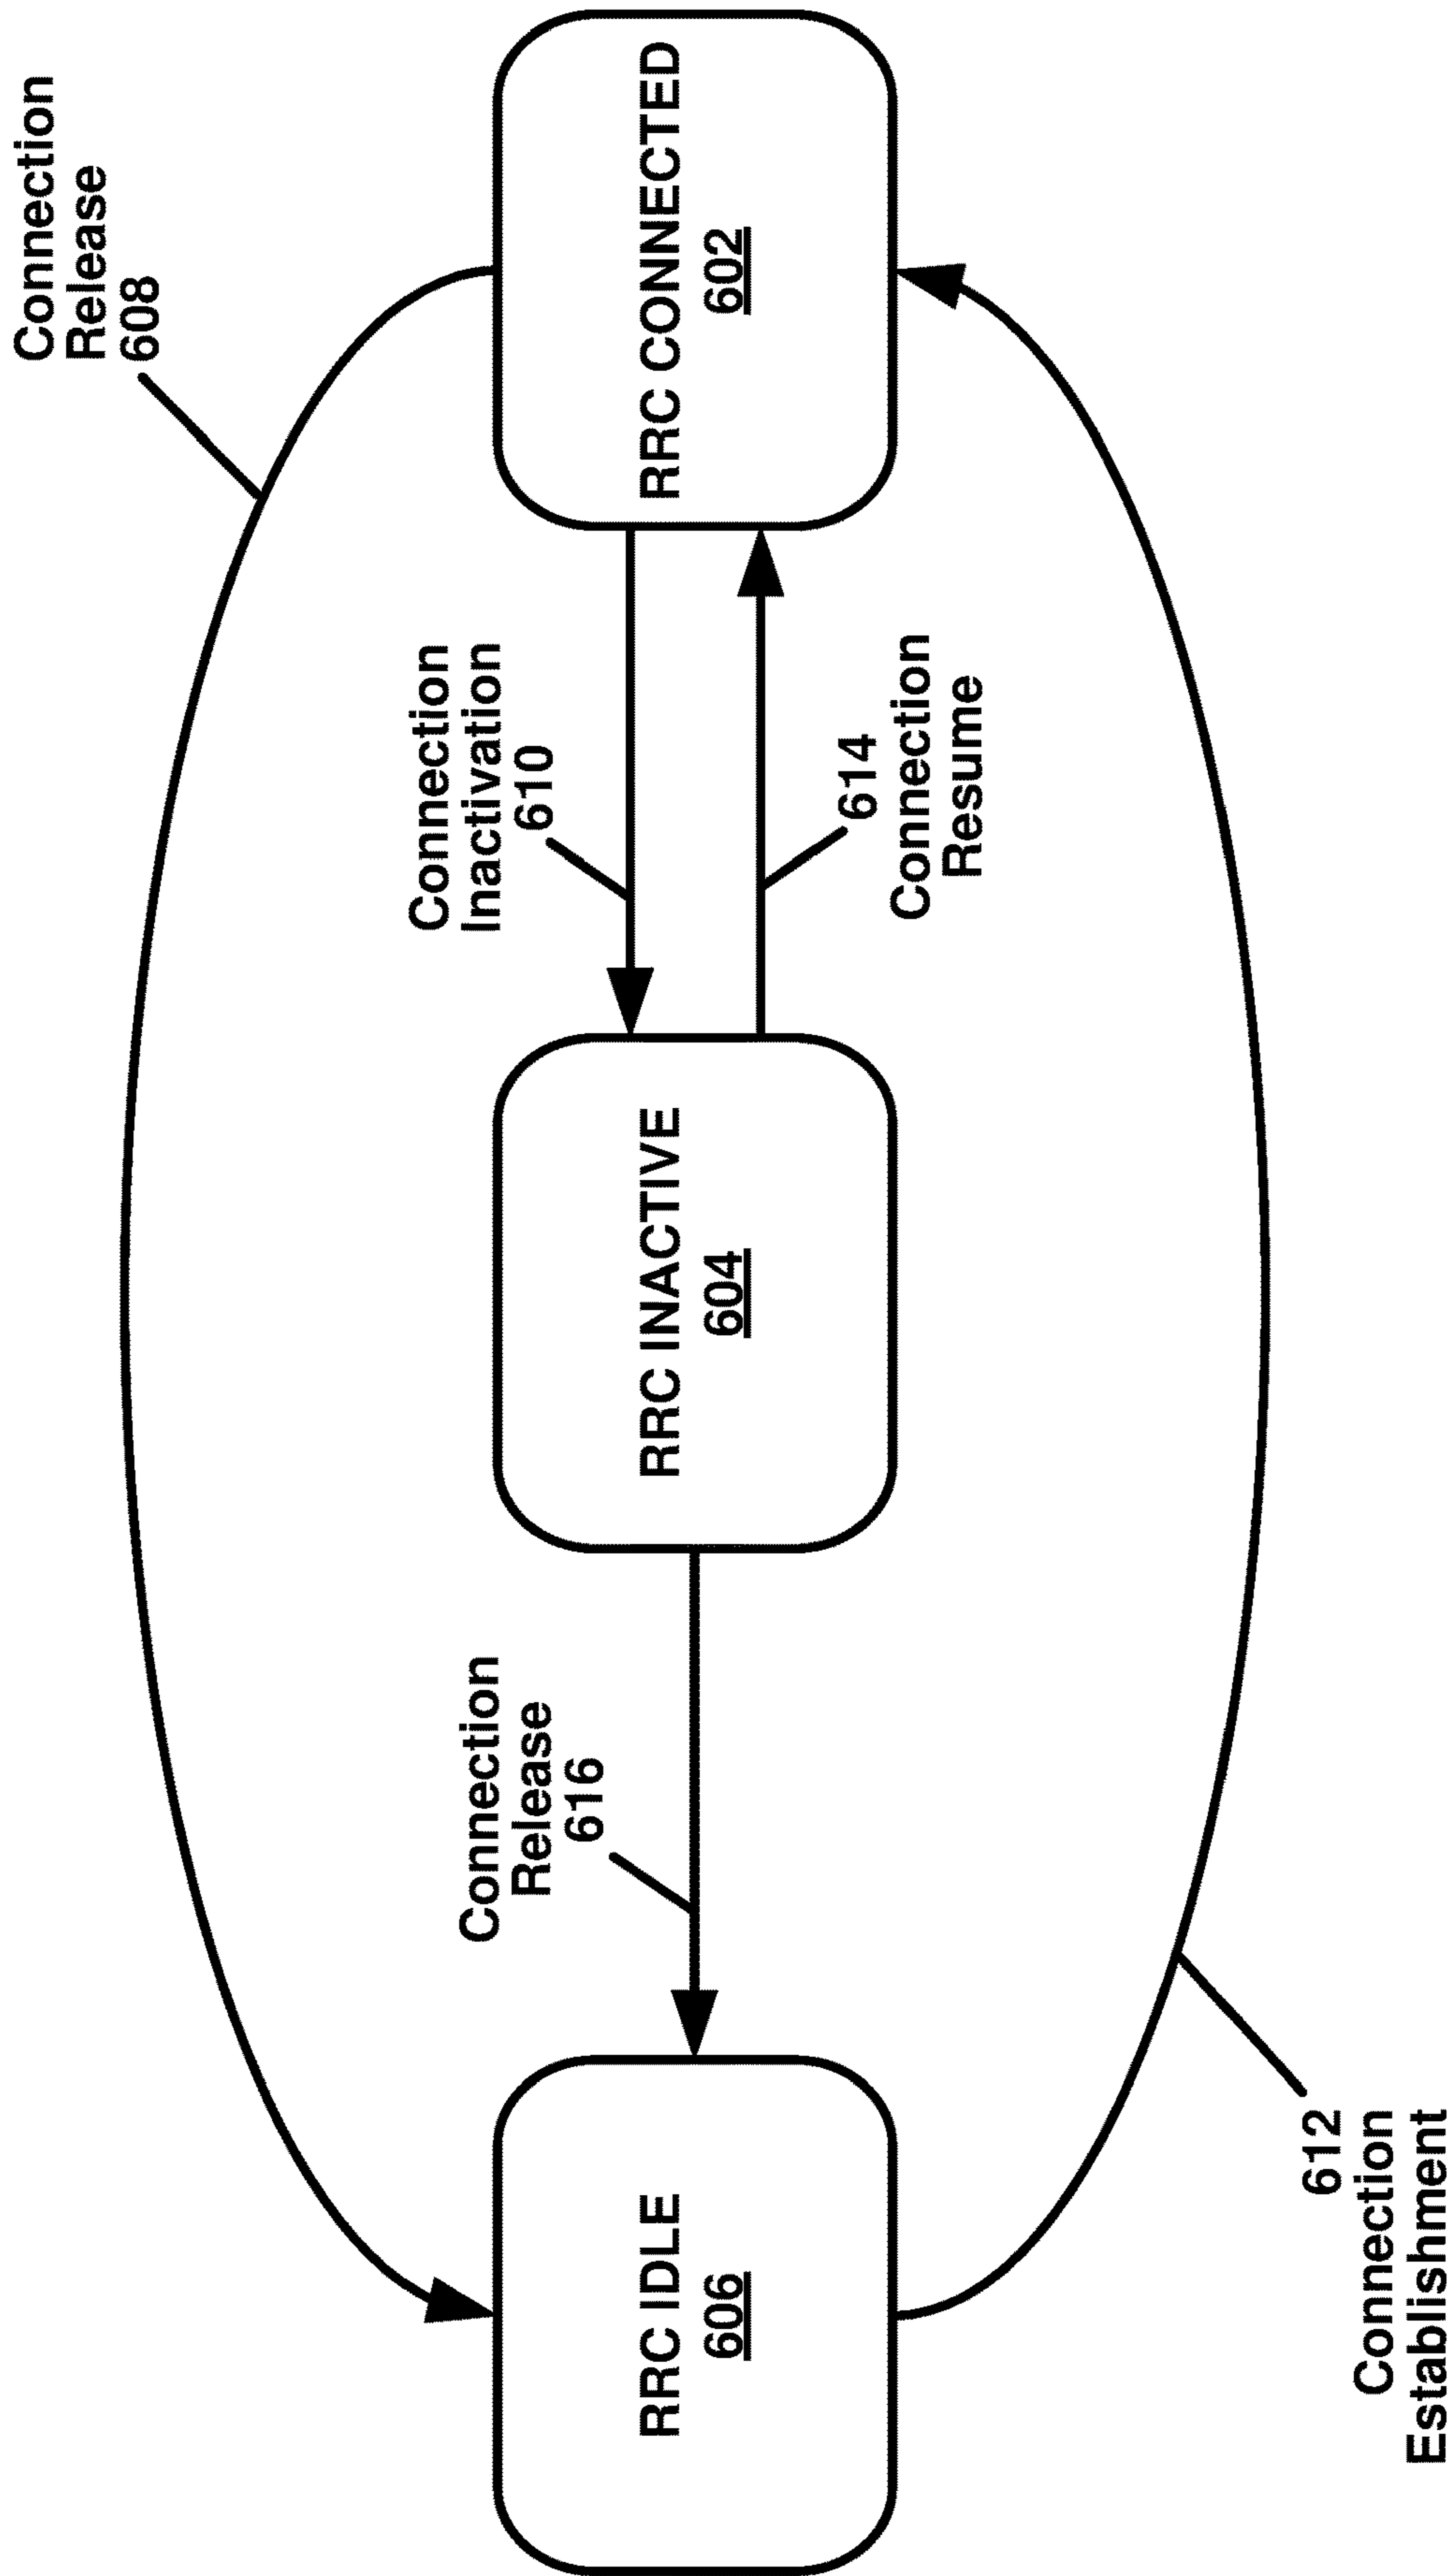 Connection
Release
608
Connection
Inactivation
610
Connection
Release
616
RRC IDLE
606
RRC INACTIVE
604
RRC CONNECTED
602
614
Connection
Resume
612
Connection
Establishment